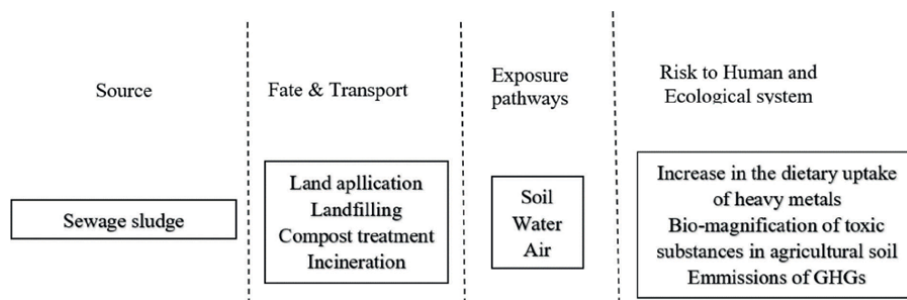 Source
Fate & Transport
Exposure
pathways
Risk to Human and
Ecological system
Sewage sludge
Land apllication
Landfilling
Compost treatment
Incineration
Soil
Water
Air
Increase in the dietary uptake
of heavy metals
Bio-magnification of toxic
substances in agricultural soil
Emmissions of GHGs